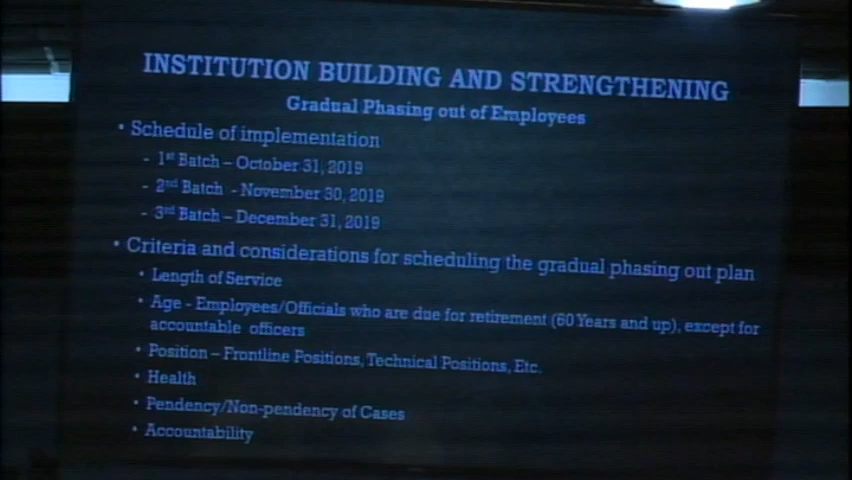 INSTITUTION BUILDING AND STRENGTHENING
Gradual Phasing out of Employees
• Schedule of implementation
- 1st Batch – October 31, 2019
- 2nd Batch - November 30, 2019
- 3rd Batch – December 31, 2019
• Criteria and considerations for scheduling the gradual phasing out plan
• Length of Service
• Age - Employees/Officials who are due for retirement (60 Years and up), except for
accountable officers
• Position – Frontline Positions, Technical Positions, Etc.
• Health
• Pendency/Non-pendency of Cases
• Accountability